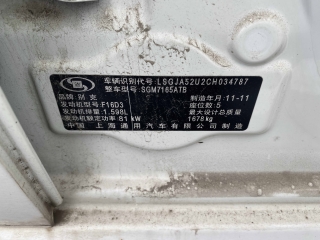 车辆识别代号 LSGJA52U2CH034787
整车型号 SGM7165ATB
品牌 别克 制造年月:11-11
发动机型号:F16D3 座位数:5
发动机排量:1.598L 最大设计总质量
发动机额定功率 81 kW 1678kg
中国 上海通用汽车有限公司制造